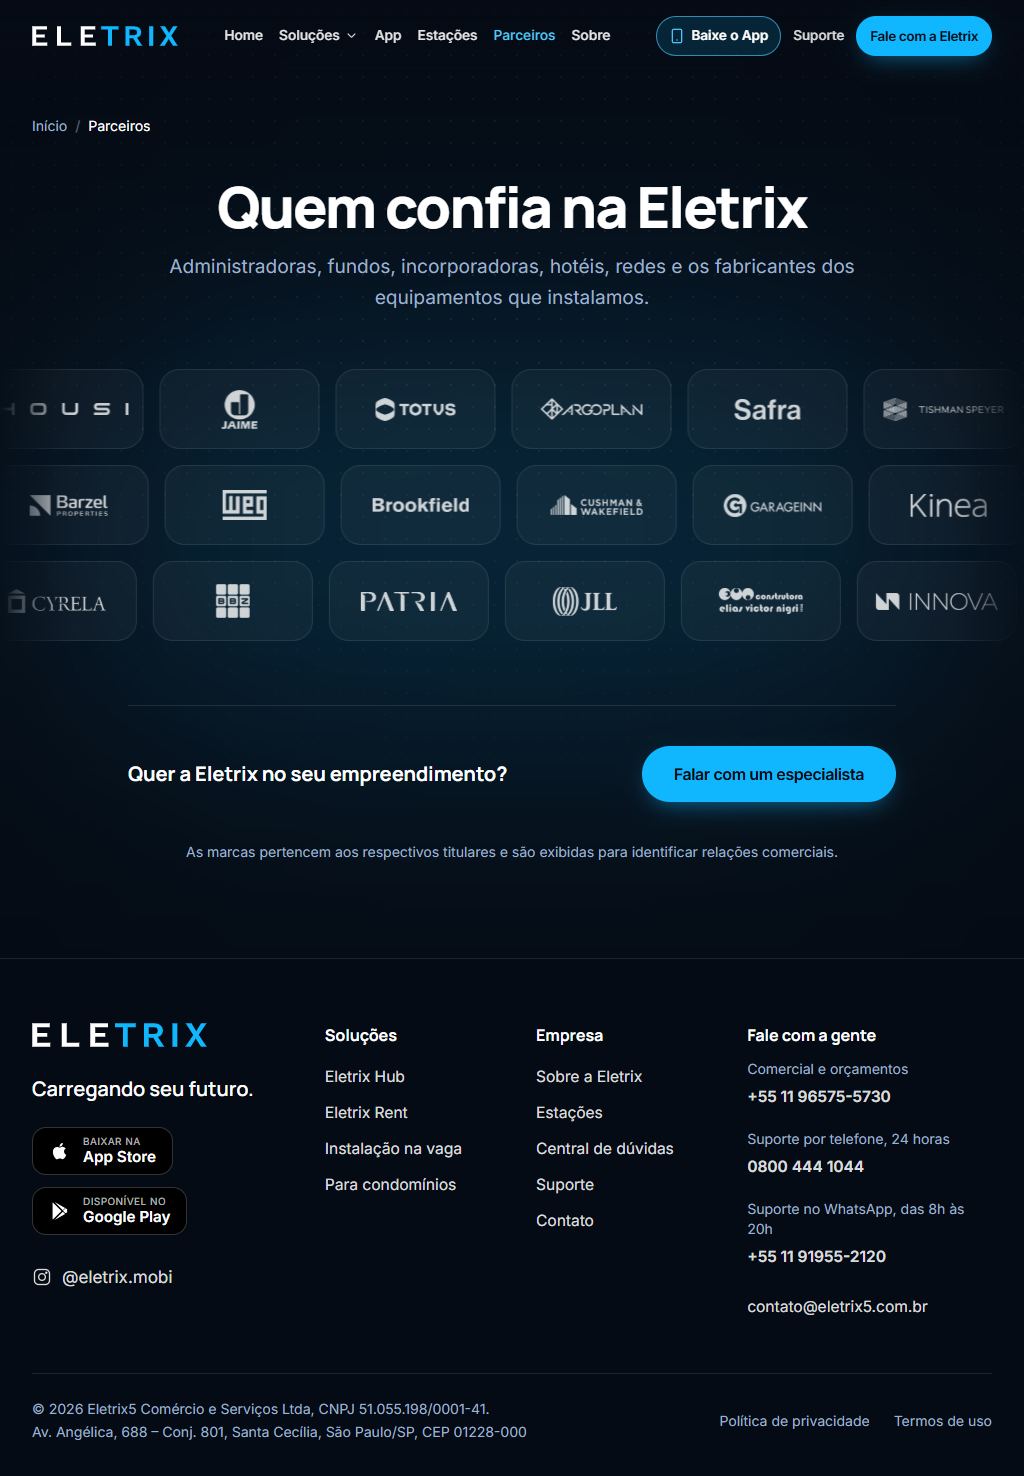 ELETRIX
Home
Soluções
App
Estações
Parceiros
Sobre
Baixe o App
Suporte
Fale com a Eletrix
Início / Parceiros
Quem confia na Eletrix
Administradoras, fundos, incorporadoras, hotéis, redes e os fabricantes dos
equipamentos que instalamos.
HOUSI
JAIME
TOTVS
ARGOPLAN
Safra
TISHMAN SPEYER
Barzel
PROPERTIES
WEG
Brookfield
CUSHMAN &
WAKEFIELD
GARAGEINN
Kinea
CYRELA
BBZ
PATRIA
JLL
construtora
elias victor nigri
INNOVA
Quer a Eletrix no seu empreendimento?
Falar com um especialista
As marcas pertencem aos respectivos titulares e são exibidas para identificar relações comerciais.
ELETRIX
Carregando seu futuro.
BAIXAR NA
App Store
DISPONÍVEL NO
Google Play
@eletrix.mobi
Soluções
Eletrix Hub
Eletrix Rent
Instalação na vaga
Para condomínios
Empresa
Sobre a Eletrix
Estações
Central de dúvidas
Suporte
Contato
Fale com a gente
Comercial e orçamentos
+55 11 96575-5730
Suporte por telefone, 24 horas
0800 444 1044
Suporte no WhatsApp, das 8h às
20h
+55 11 91955-2120
contato@eletrix5.com.br
© 2026 Eletrix5 Comércio e Serviços Ltda, CNPJ 51.055.198/0001-41.
Av. Angélica, 688 – Conj. 801, Santa Cecília, São Paulo/SP, CEP 01228-000
Política de privacidade
Termos de uso